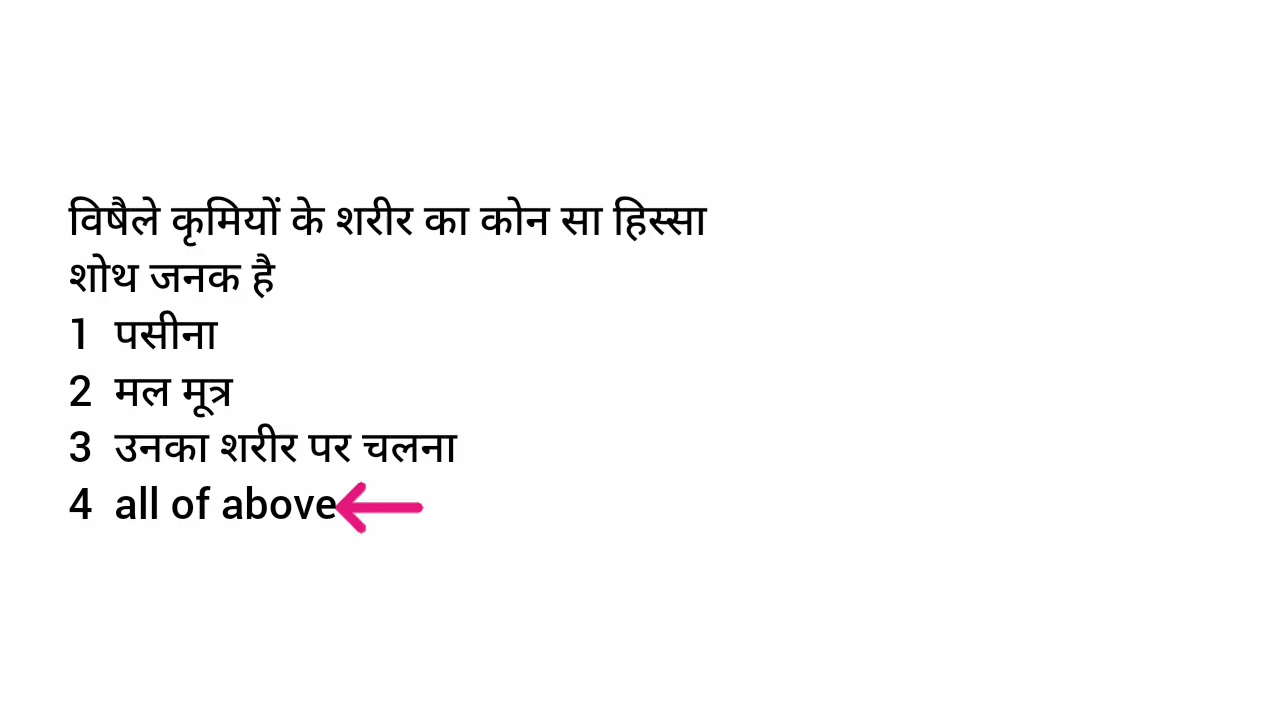 विषैले कृमियों के शरीर का कोन सा हिस्सा
शोथ जनक है
1 पसीना
2 मल मूत्र
3 उनका शरीर पर चलना
4 all of above